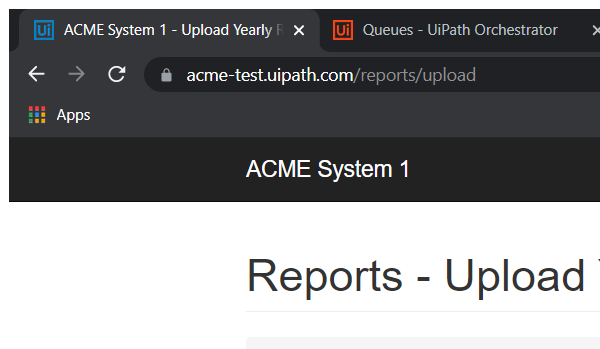 Ui ACME System 1 - Upload Yearly Ui Queues - UiPath Orchestrator
acme-test.uipath.com/reports/upload
Apps
ACME System 1
Reports - Upload